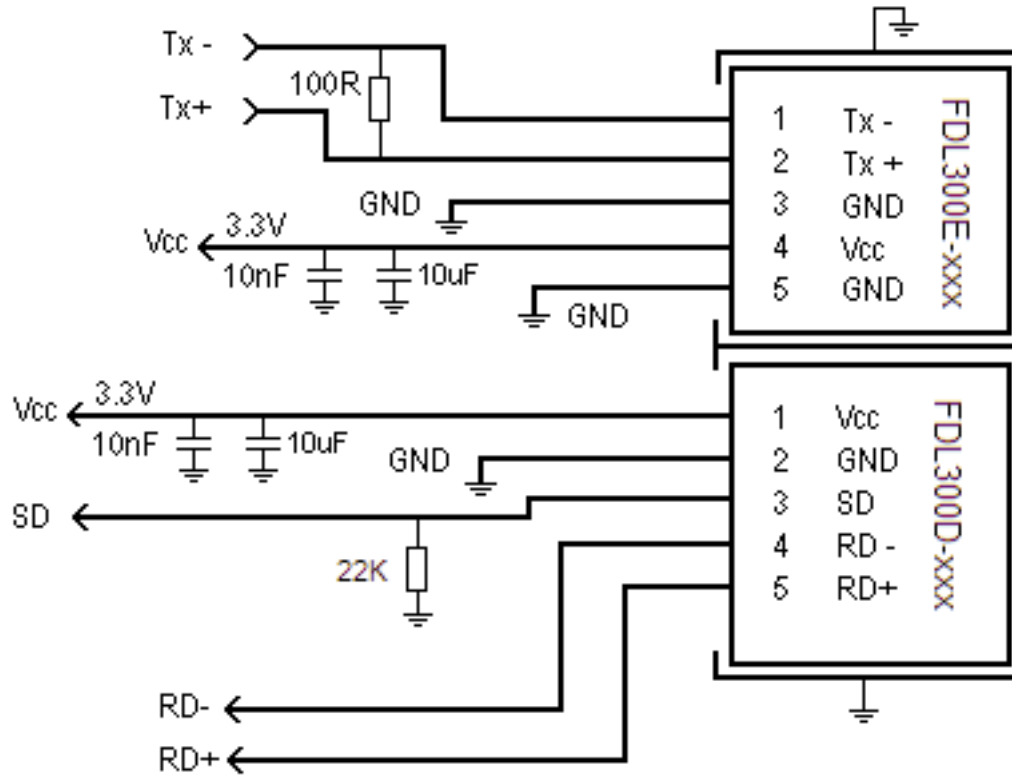 Tx -
100R
Tx+
GND
Vcc
3.3V
10nF
10uF
GND
1 Tx -
2 Tx +
3 GND
4 Vcc
5 GND
FDL300E-xxx
Vcc
3.3V
10nF
10uF
GND
SD
22K
RD-
RD+
1 Vcc
2 GND
3 SD
4 RD -
5 RD+
FDL300D-xxx